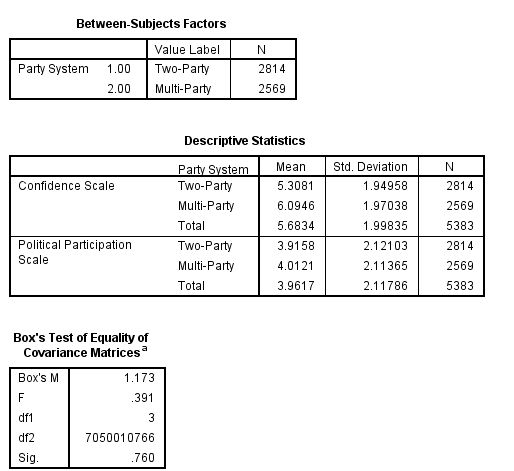 Between-Subjects Factors
Value Label N
Party System 1.00 Two-Party 2814
2.00 Multi-Party 2569
Descriptive Statistics
Party System Mean Std. Deviation N
Confidence Scale Two-Party 5.3081 1.94958 2814
Multi-Party 6.0946 1.97038 2569
Total 5.6834 1.99835 5383
Political Participation Scale Two-Party 3.9158 2.12103 2814
Multi-Party 4.0121 2.11365 2569
Total 3.9617 2.11786 5383
Box's Test of Equality of
Covariance Matrices a
Box's M 1.173
F .391
df1 3
df2 7050010766
Sig. .760